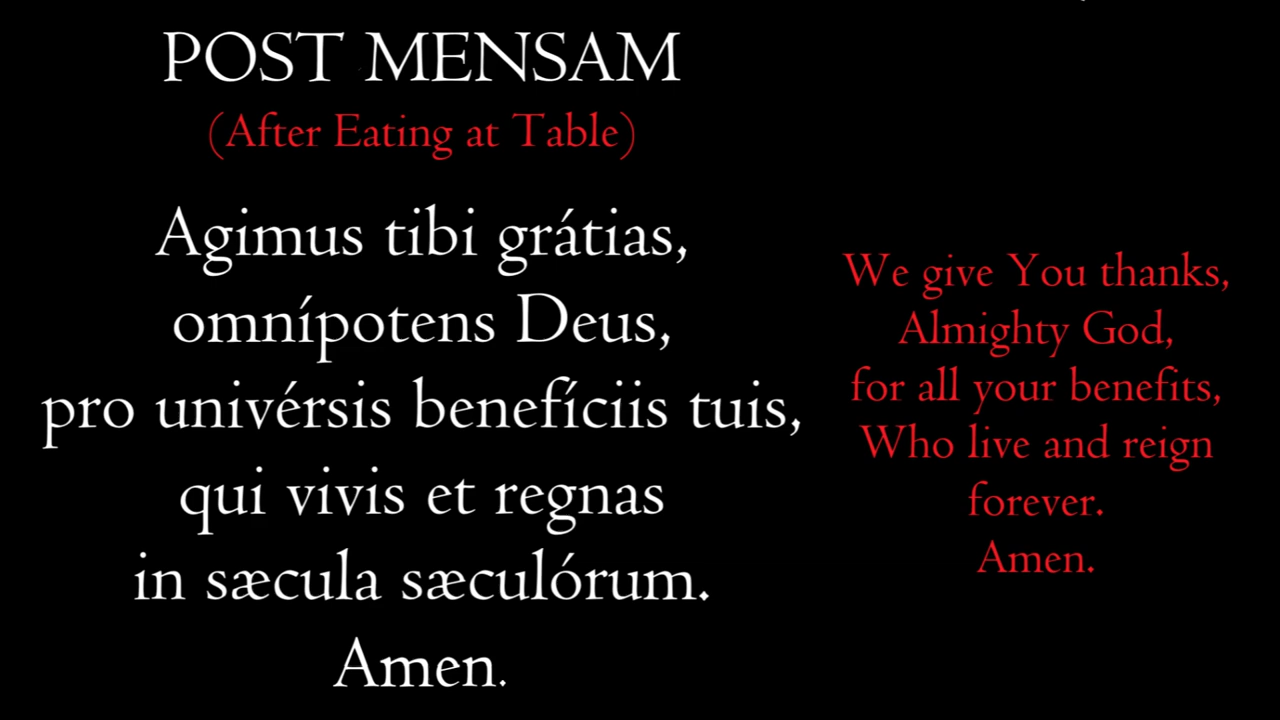 POST MENSAM
(After Eating at Table)
Agimus tibi grátias,
omnípotens Deus,
pro univérsis benefíciis tuis,
qui vivis et regnas
in sæcula sæculórum.
Amen.
We give You thanks,
Almighty God,
for all your benefits,
Who live and reign
forever.
Amen.